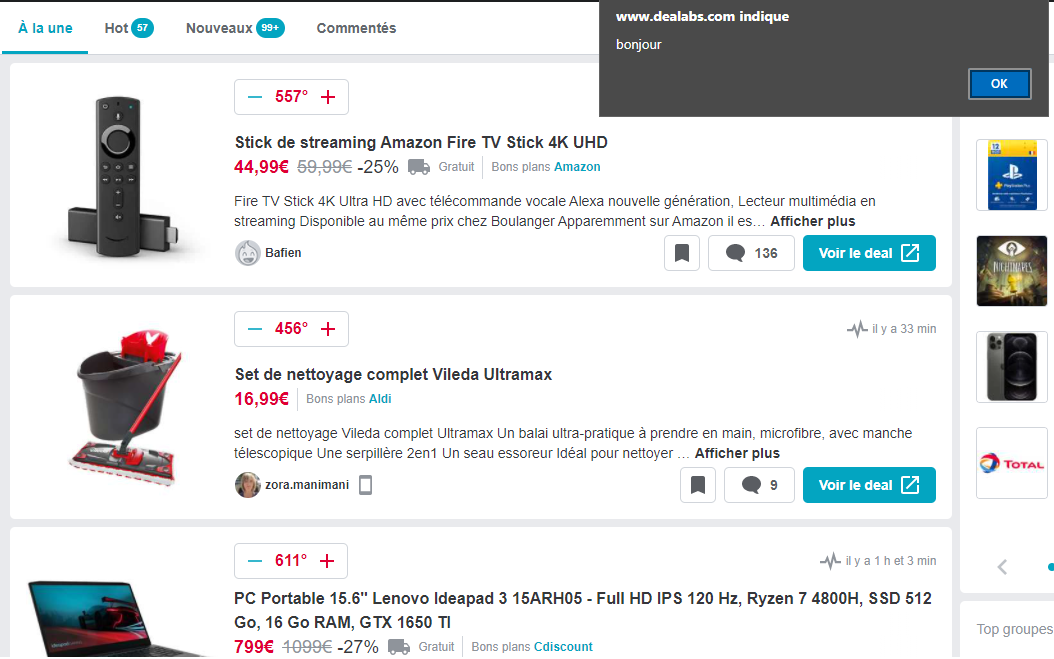 À la une Hot 57 Nouveaux 99+ Commentés
www.dealabs.com indique
bonjour
OK
557°
Stick de streaming Amazon Fire TV Stick 4K UHD
44,99€ 59,99€ -25% Gratuit Bons plans Amazon
Fire TV Stick 4K Ultra HD avec télécommande vocale Alexa nouvelle génération, Lecteur multimédia en
streaming Disponible au même prix chez Boulanger Apparemment sur Amazon il es… Afficher plus
Bafien 136 Voir le deal
456° il y a 33 min
Set de nettoyage complet Vileda Ultramax
16,99€ Bons plans Aldi
set de nettoyage Vileda complet Ultramax Un balai ultra-pratique à prendre en main, microfibre, avec manche
télescopique Une serpillère 2en1 Un seau essoreur Idéal pour nettoyer … Afficher plus
zora.manimani 9 Voir le deal
611° il y a 1 h et 3 min
PC Portable 15.6" Lenovo Ideapad 3 15ARH05 - Full HD IPS 120 Hz, Ryzen 7 4800H, SSD 512
Go, 16 Go RAM, GTX 1650 TI
799€ 1099€ -27% Gratuit Bons plans Cdiscount
12
PlayStation Plus
NIGHTMARES
TOTAL
Top groupes